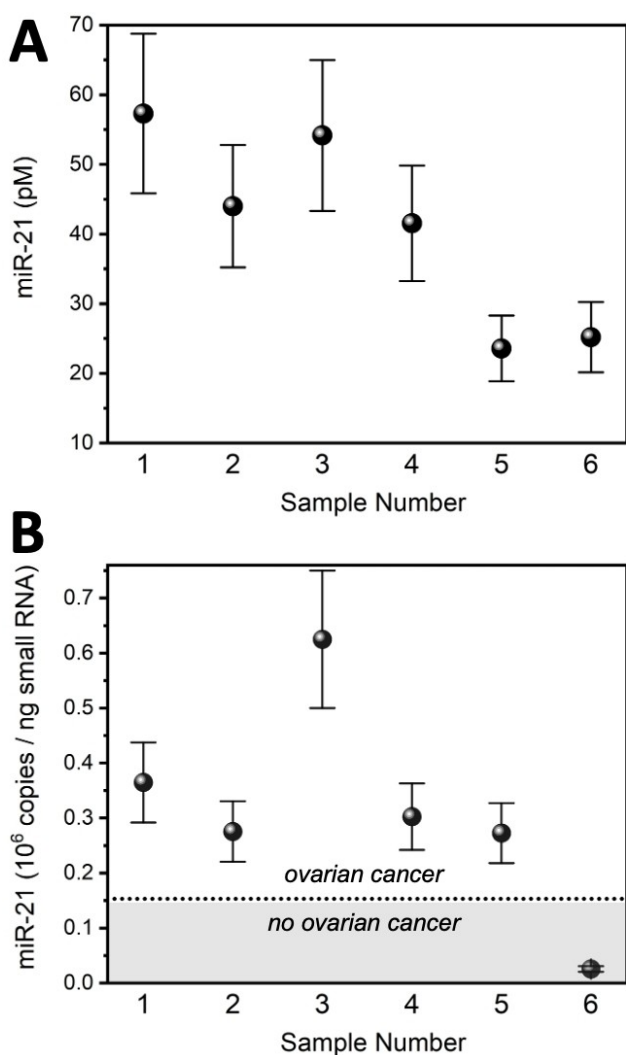 A
miR-21 (pM)
70
60
50
40
30
20
10
1 2 3 4 5 6
Sample Number
B
miR-21 (10⁶ copies / ng small RNA)
0.7
0.6
0.5
0.4
0.3
0.2
0.1
0.0
ovarian cancer
no ovarian cancer
1 2 3 4 5 6
Sample Number